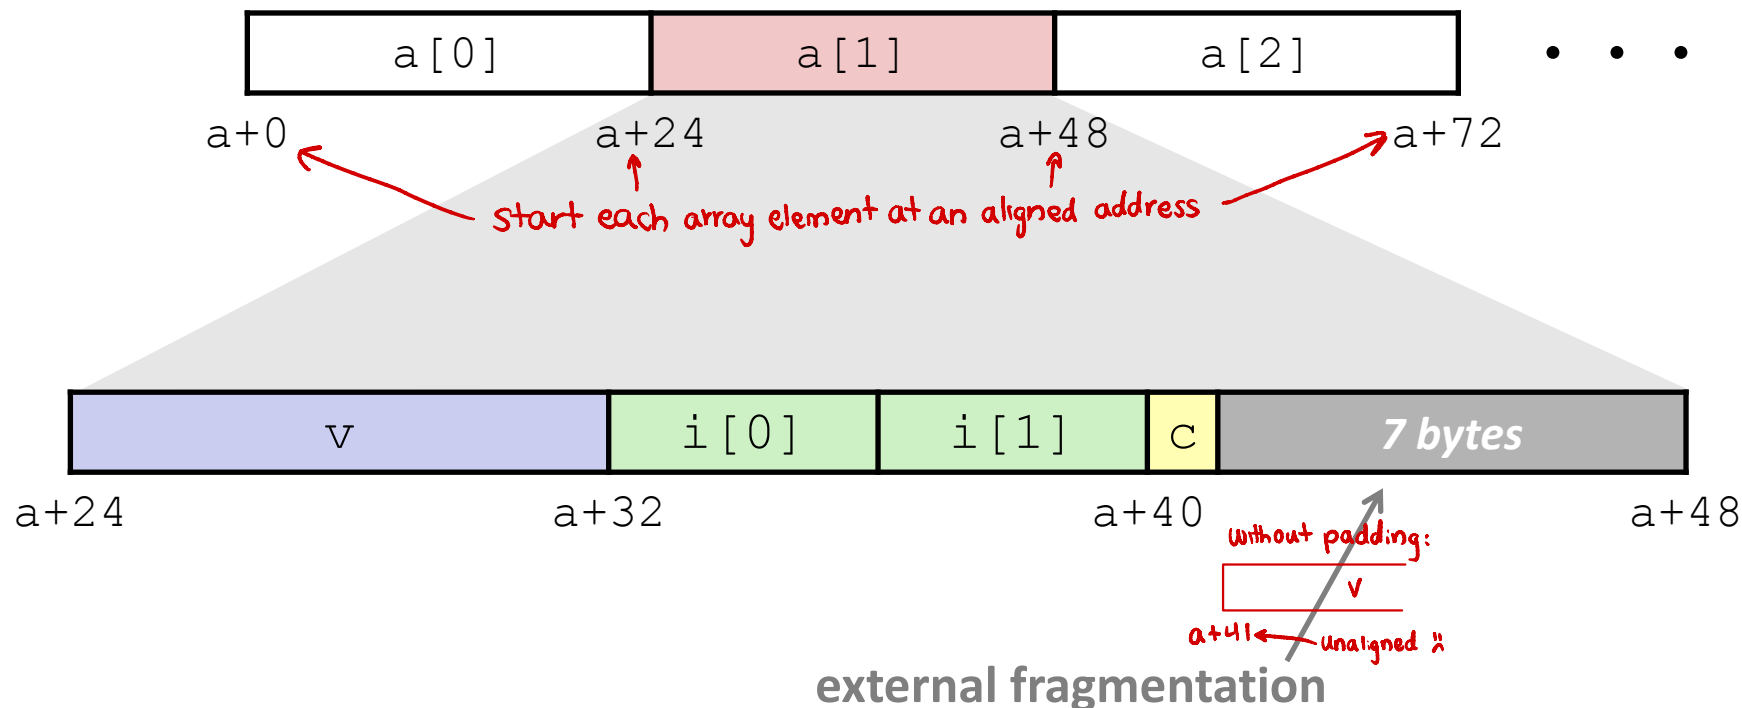 a[0] a[1] a[2] • • •
a+0 a+24 a+48 a+72
start each array element at an aligned address
v i[0] i[1] c 7 bytes
a+24 a+32 a+40 a+48
without padding:
v
a+41 unaligned
external fragmentation